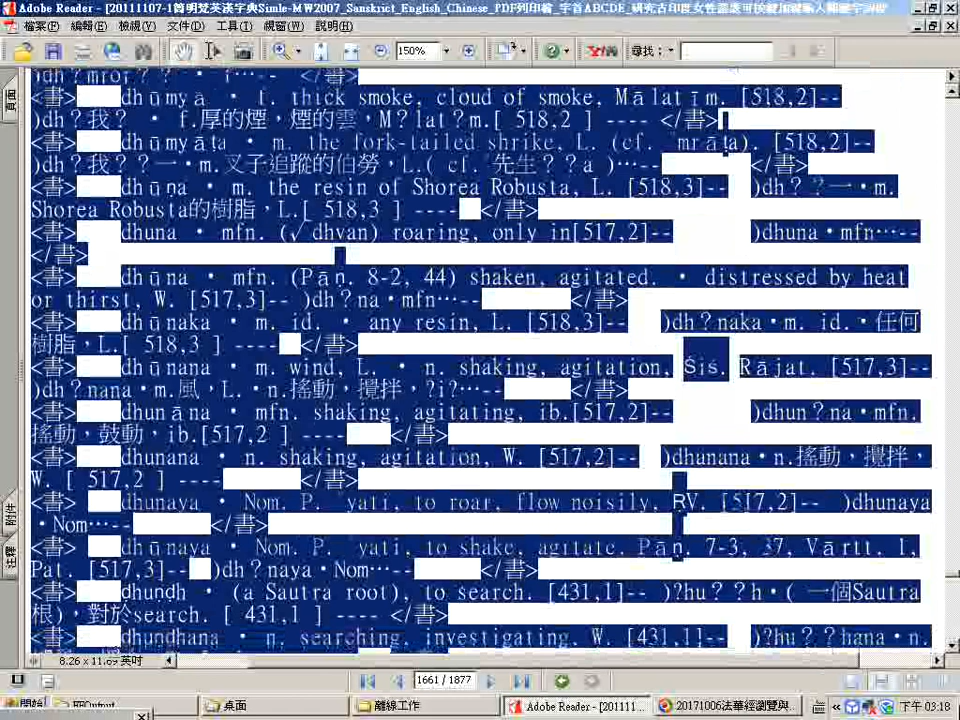 Adobe Reader - [20111107-1簡明梵英漢字典Simle-MW2007_Sanskrict_English_Chinese_PDF列印檔_字首ABCDE_研究古印度女性
檔案(F) 編輯(E) 檢視(V) 文件(D) 工具(T) 視窗(W) 說明(H)
150% 尋找：
頁面
<書> dhūmyā ‧ f. thick smoke, cloud of smoke, Mālatīm. [518,2]--
)dh？我？ ‧ f.厚的煙，煙的雲，M？lat？m.[ 518,2 ] ---- </書>
<書> dhūmyāṭa ‧ m. the fork-tailed shrike, L. (cf. mrāṭa). [518,2]--
)dh？我？？一‧m.叉子追蹤的伯勞，L.( cf. 先生？？a )…-- </書>
<書> dhūṇa ‧ m. the resin of Shorea Robusta, L. [518,3]-- )dh？？一‧m.
Shorea Robusta的樹脂，L.[ 518,3 ] ---- </書>
<書> dhuna ‧ mfn. (√ dhvan) roaring, only in[517,2]-- )dhuna‧mfn…--
</書>
<書> dhūna ‧ mfn. (Pāṇ. 8-2, 44) shaken, agitated. ‧ distressed by heat
or thirst, W. [517,3]-- )dh？na‧mfn…-- </書>
<書> dhūnaka ‧ m. id. ‧ any resin, L. [518,3]-- )dh？naka‧m. id.‧任何
樹脂，L.[ 518,3 ] ---- </書>
<書> dhūnana ‧ m. wind, L. ‧ n. shaking, agitation, Śiś. Rājat. [517,3]--
)dh？nana‧m.風，L.‧n.搖動，攪拌，?i?…-- </書>
<書> dhunāna ‧ mfn. shaking, agitating, ib.[517,2]-- )dhun？na‧mfn.
搖動，鼓動，ib.[517,2 ] ---- </書>
<書> dhunana ‧ n. shaking, agitation, W. [517,2]-- )dhunana‧n.搖動，攪拌，
W. [ 517,2 ] ---- </書>
<書> dhunaya ‧ Nom. P. yati, to roar, flow noisily, RV. [517,2]-- )dhunaya
‧Nom…-- </書>
<書> dhūnaya ‧ Nom. P. yati, to shake, agitate, Pāṇ. 7-3, 37, Vārtt. 1,
Pat. [517,3]-- )dh？naya‧Nom…-- </書>
<書> dhuṇḍh ‧ (a Sautra root), to search. [431,1]-- )?hu？？h‧( 一個Sautra
根)，對於search. [ 431,1 ] ---- </書>
<書> dhuṇḍhana ‧ n. searching, investigating, W. [431,1]-- )?hu？？hana‧n.
附件
注釋
8.26 x 11.69 英吋
1661 / 1877
開始 桌面 離線工作 Adobe Reader - [201111... 20171006法華經瀏覽與... 下午 03:18